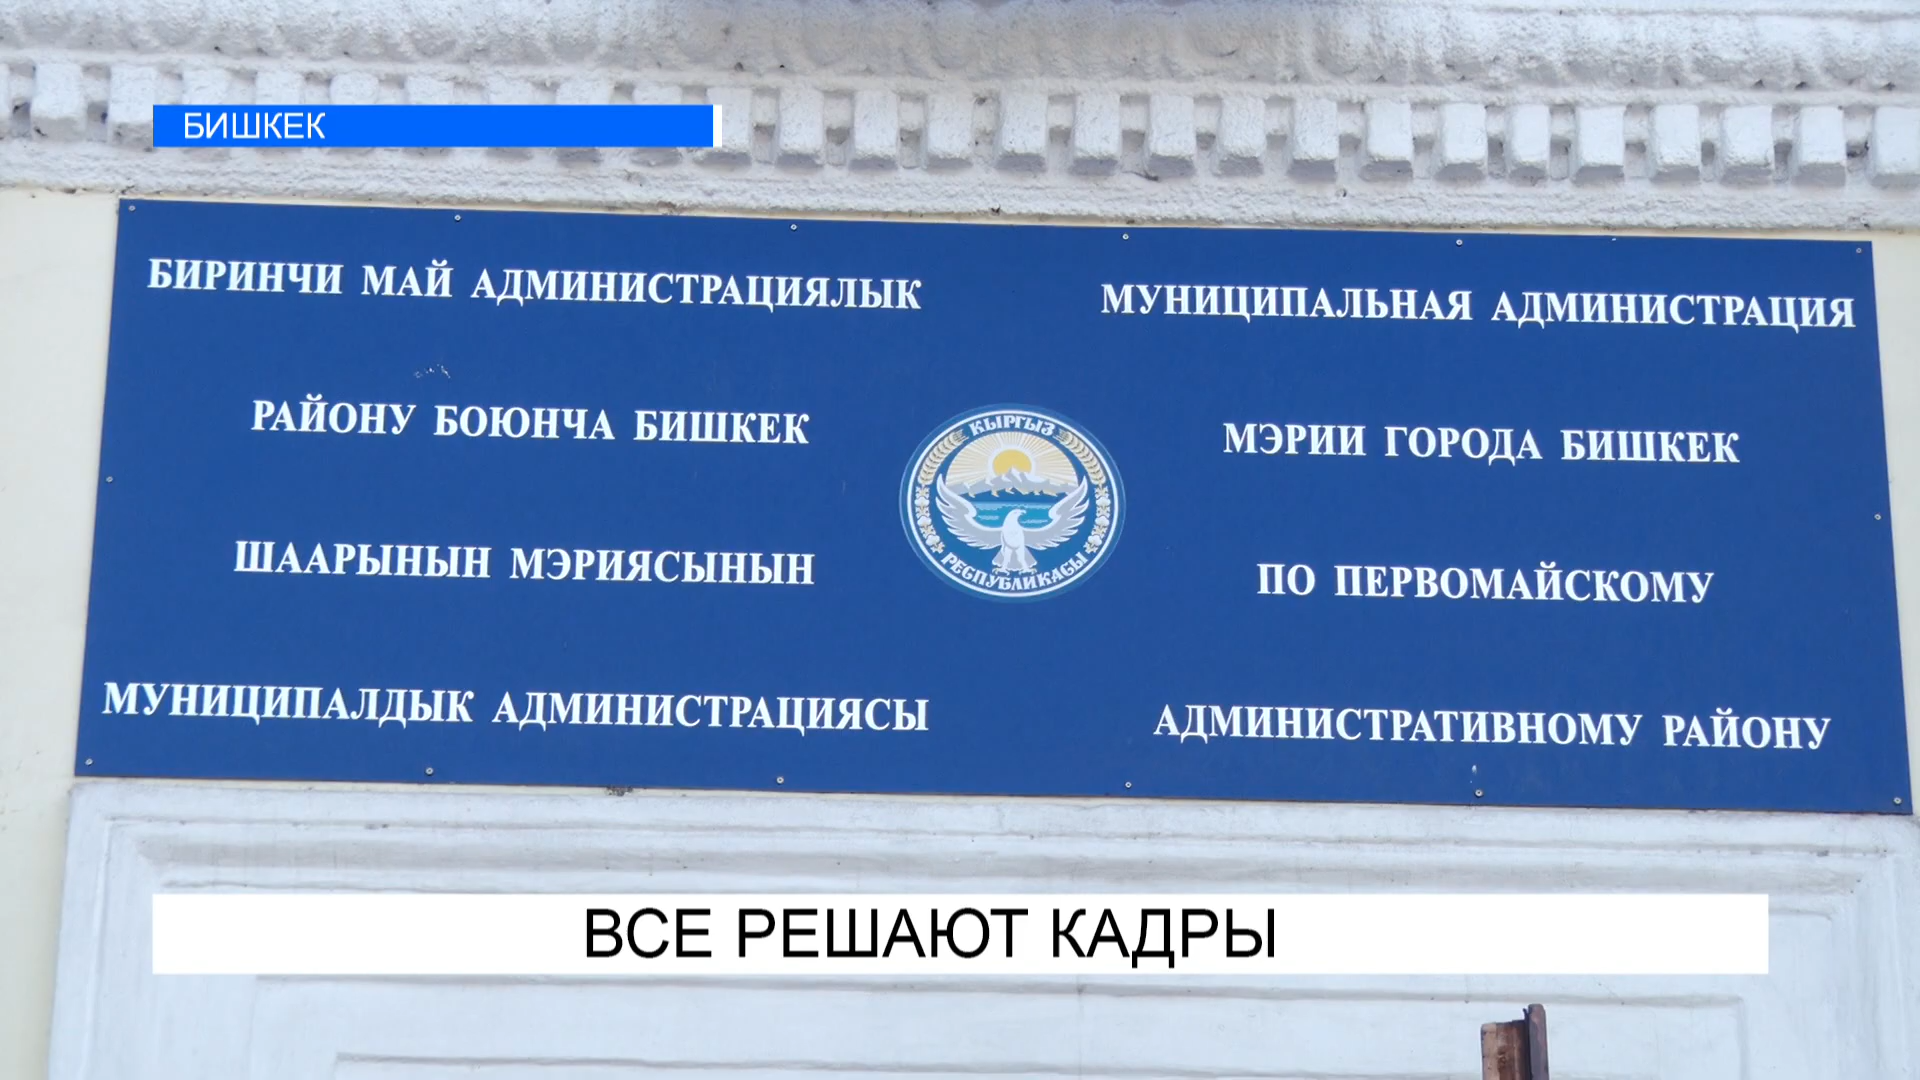 БИШКЕК
БИРИНЧИ МАЙ АДМИНИСТРАЦИЯЛЫК
РАЙОНУ БОЮНЧА БИШКЕК
ШААРЫНЫН МЭРИЯСЫНЫН
МУНИЦИПАЛДЫК АДМИНИСТРАЦИЯСЫ
КЫРГЫЗ
РЕСПУБЛИКАСЫ
МУНИЦИПАЛЬНАЯ АДМИНИСТРАЦИЯ
МЭРИИ ГОРОДА БИШКЕК
ПО ПЕРВОМАЙСКОМУ
АДМИНИСТРАТИВНОМУ РАЙОНУ
ВСЕ РЕШАЮТ КАДРЫ